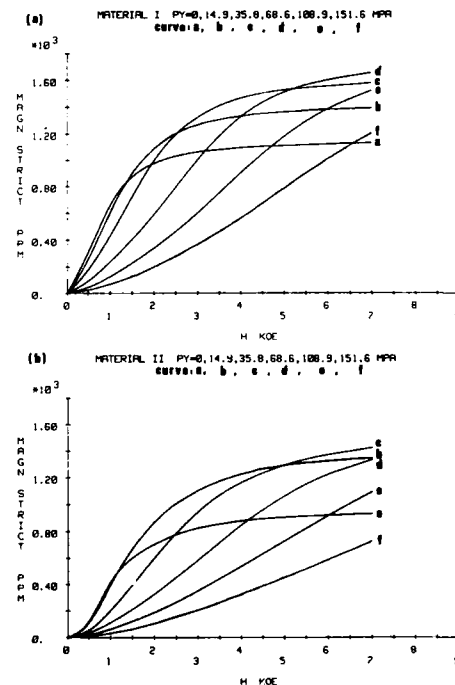 (a) MATERIAL I PY=0,14.9,35.8,68.6,108.9,151.6 MPA
curve:a, b , c , d , e , f
*10³
1.60
1.20
0.80
0.40
0.
MAGN STRICT PPM
d
c
e
b
f
a
0 1 2 3 4 5 6 7 8 9
H KOE
(b) MATERIAL II PY=0,14.9,35.8,68.6,108.9,151.6 MPA
curve:a, b , c , d , e , f
*10³
1.60
1.20
0.80
0.40
0.
MAGN STRICT PPM
c
b
d
e
a
f
0 1 2 3 4 5 6 7 8 9
H KOE